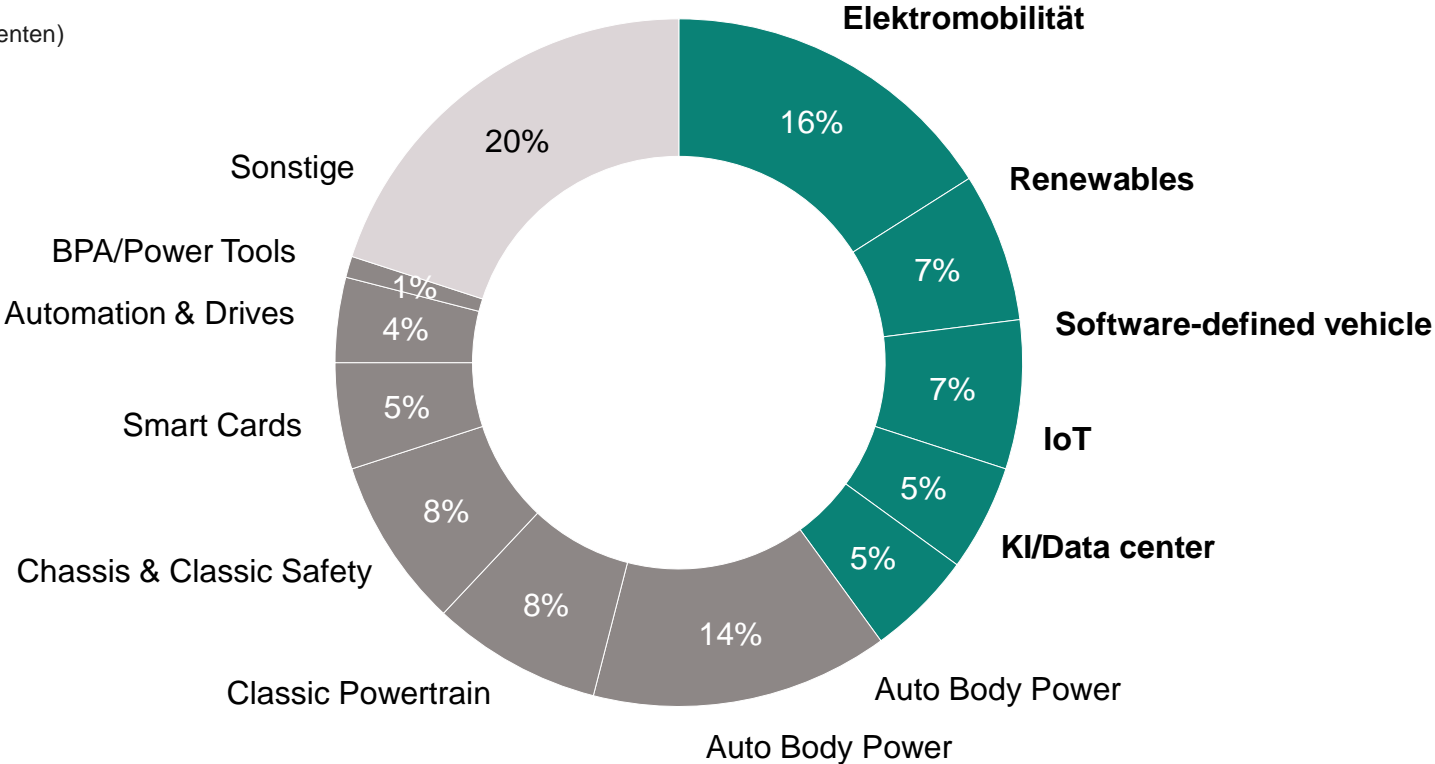 enten)
Elektromobilität
16%
Renewables
7%
Software-defined vehicle
7%
IoT
5%
KI/Data center
5%
Auto Body Power
14%
Auto Body Power
8%
Classic Powertrain
8%
Chassis & Classic Safety
5%
Smart Cards
4%
Automation & Drives
1%
BPA/Power Tools
20%
Sonstige